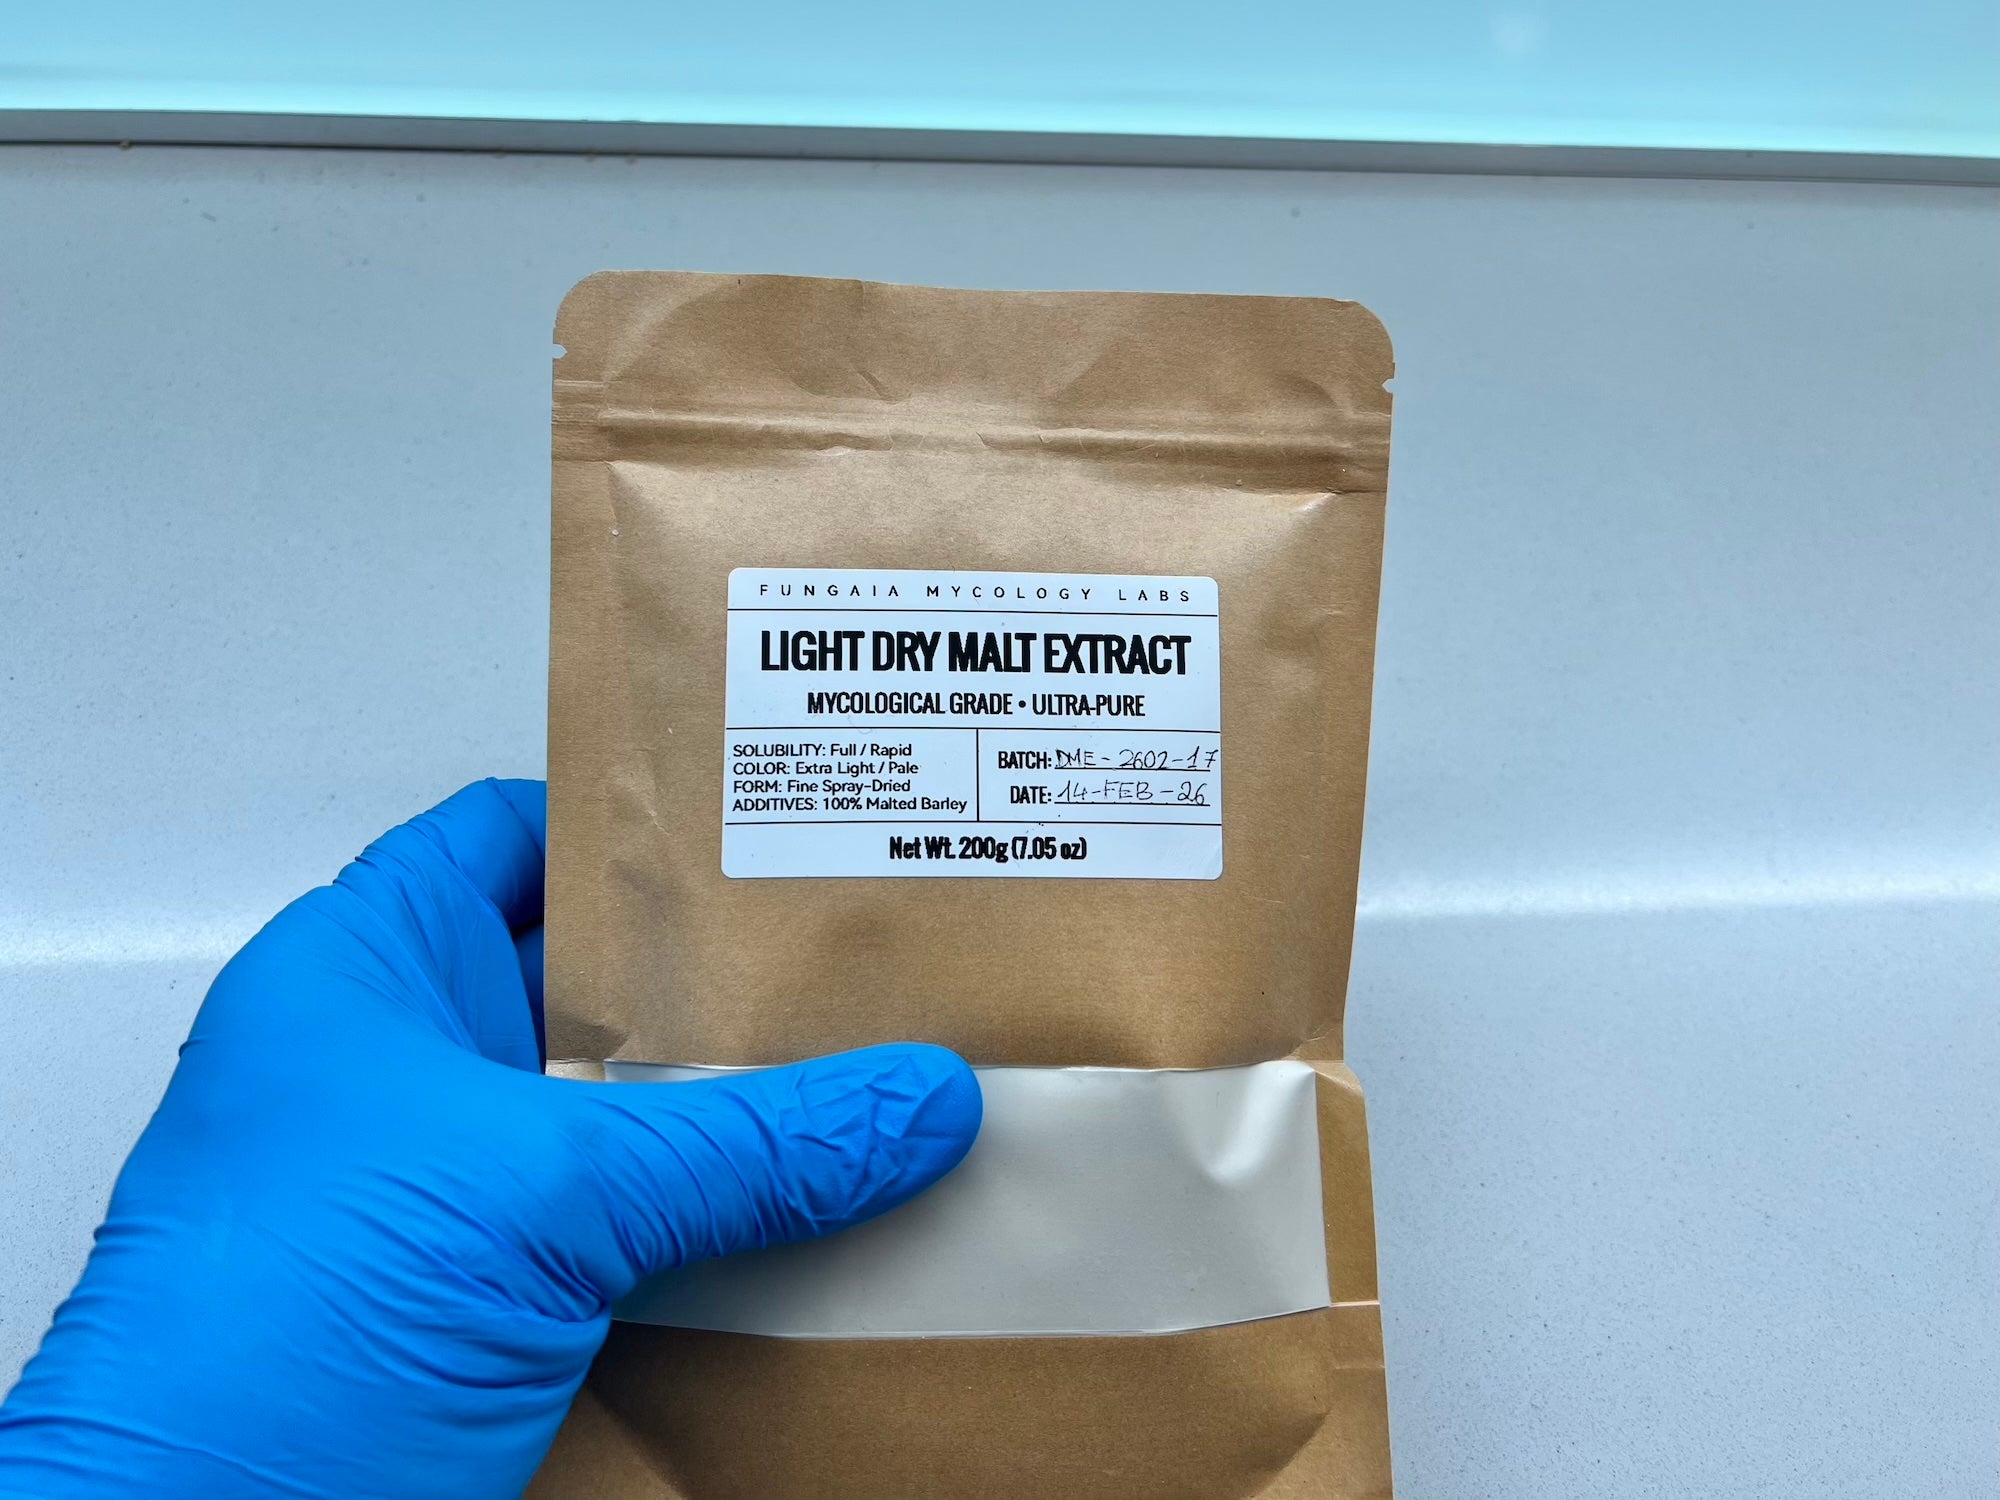 FUNGAIA MYCOLOGY LABS
LIGHT DRY MALT EXTRACT
MYCOLOGICAL GRADE • ULTRA-PURE
SOLUBILITY: Full / Rapid
COLOR: Extra Light / Pale
FORM: Fine Spray-Dried
ADDITIVES: 100% Malted Barley
BATCH: DME - 2602-17
DATE: 14-FEB-26
Net Wt. 200g (7.05 oz)